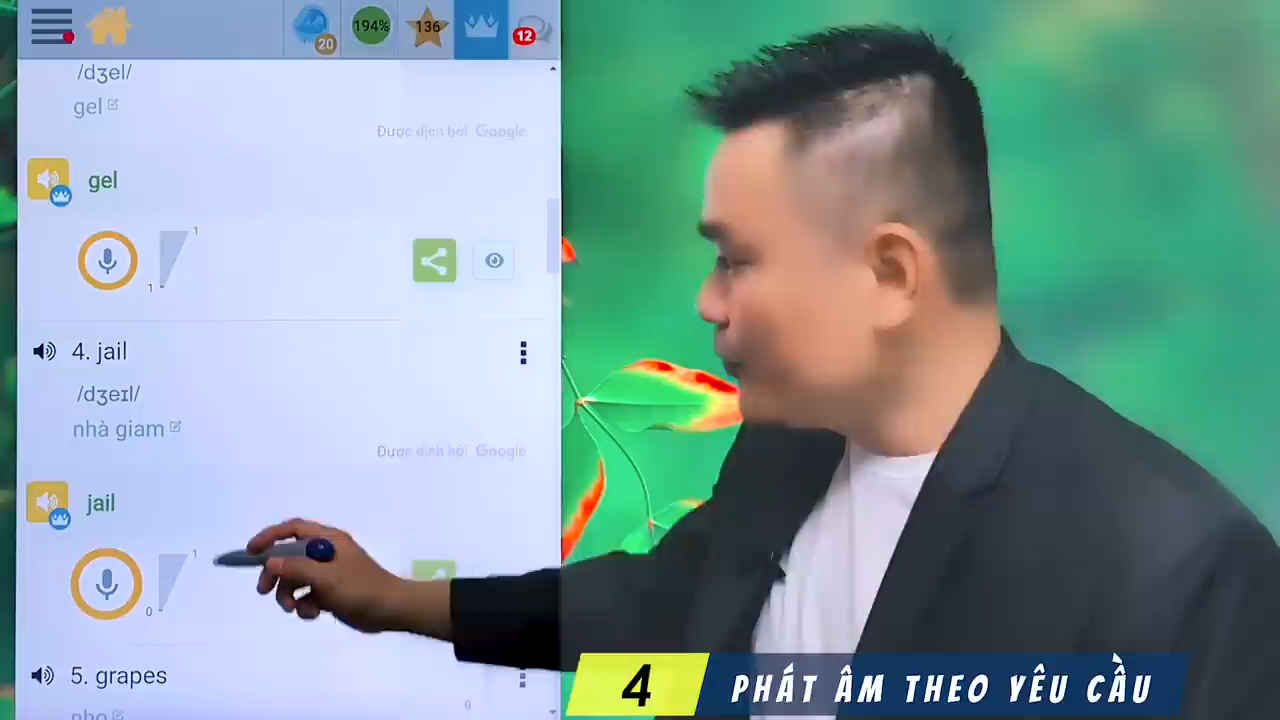 20
194%
136
12
/dʒel/
gel
Được dịch bởi Google
gel
1
1
4. jail
/dʒeɪl/
nhà giam
Được dịch bởi Google
jail
1
0
5. grapes
nho
0
4 PHÁT ÂM THEO YÊU CẦU